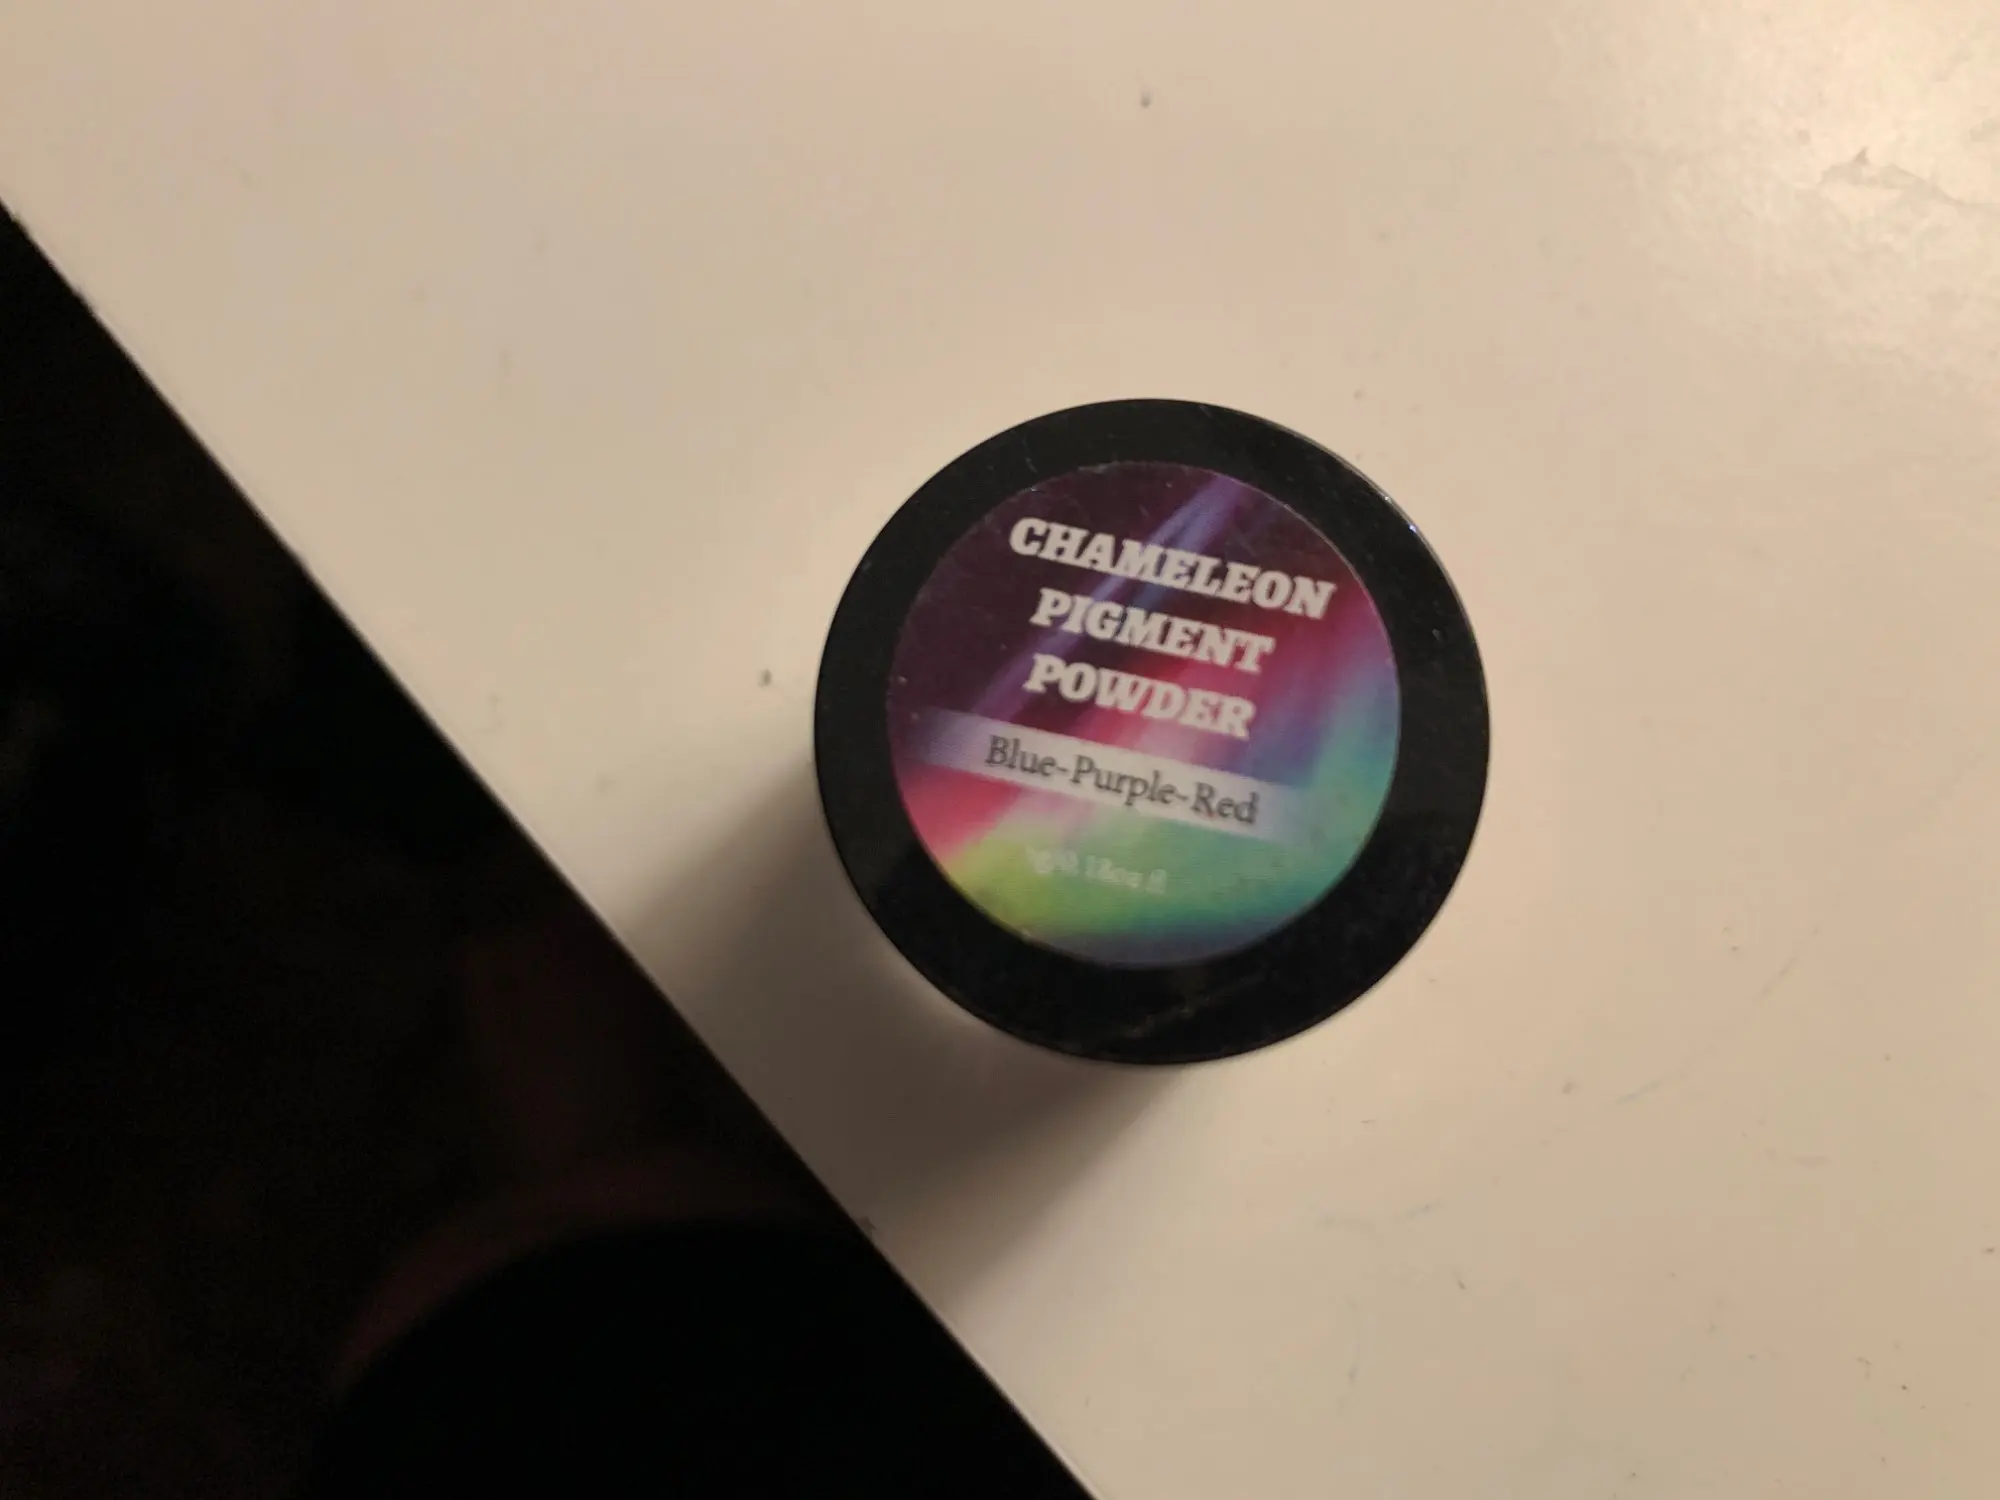 CHAMELEON
PIGMENT
POWDER
Blue-Purple-Red